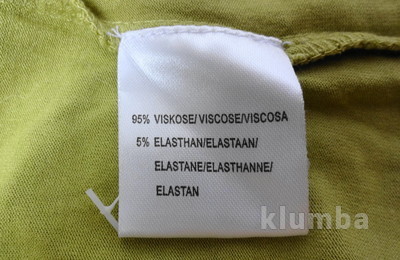 95% VISKOSE/VISCOSE/VISCOSA
5% ELASTHAN/ELASTAAN/
ELASTANE/ELASTHANNE/
ELASTAN
klumba